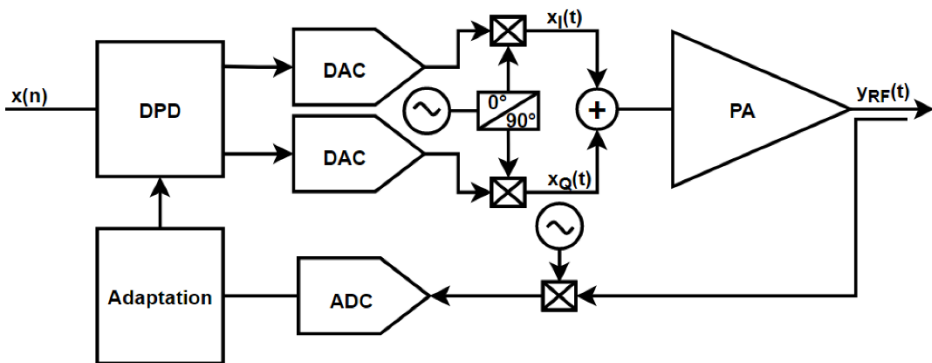 x(n)
DPD
DAC
DAC
0°
90°
x_I(t)
x_Q(t)
+
PA
y_RF(t)
Adaptation
ADC